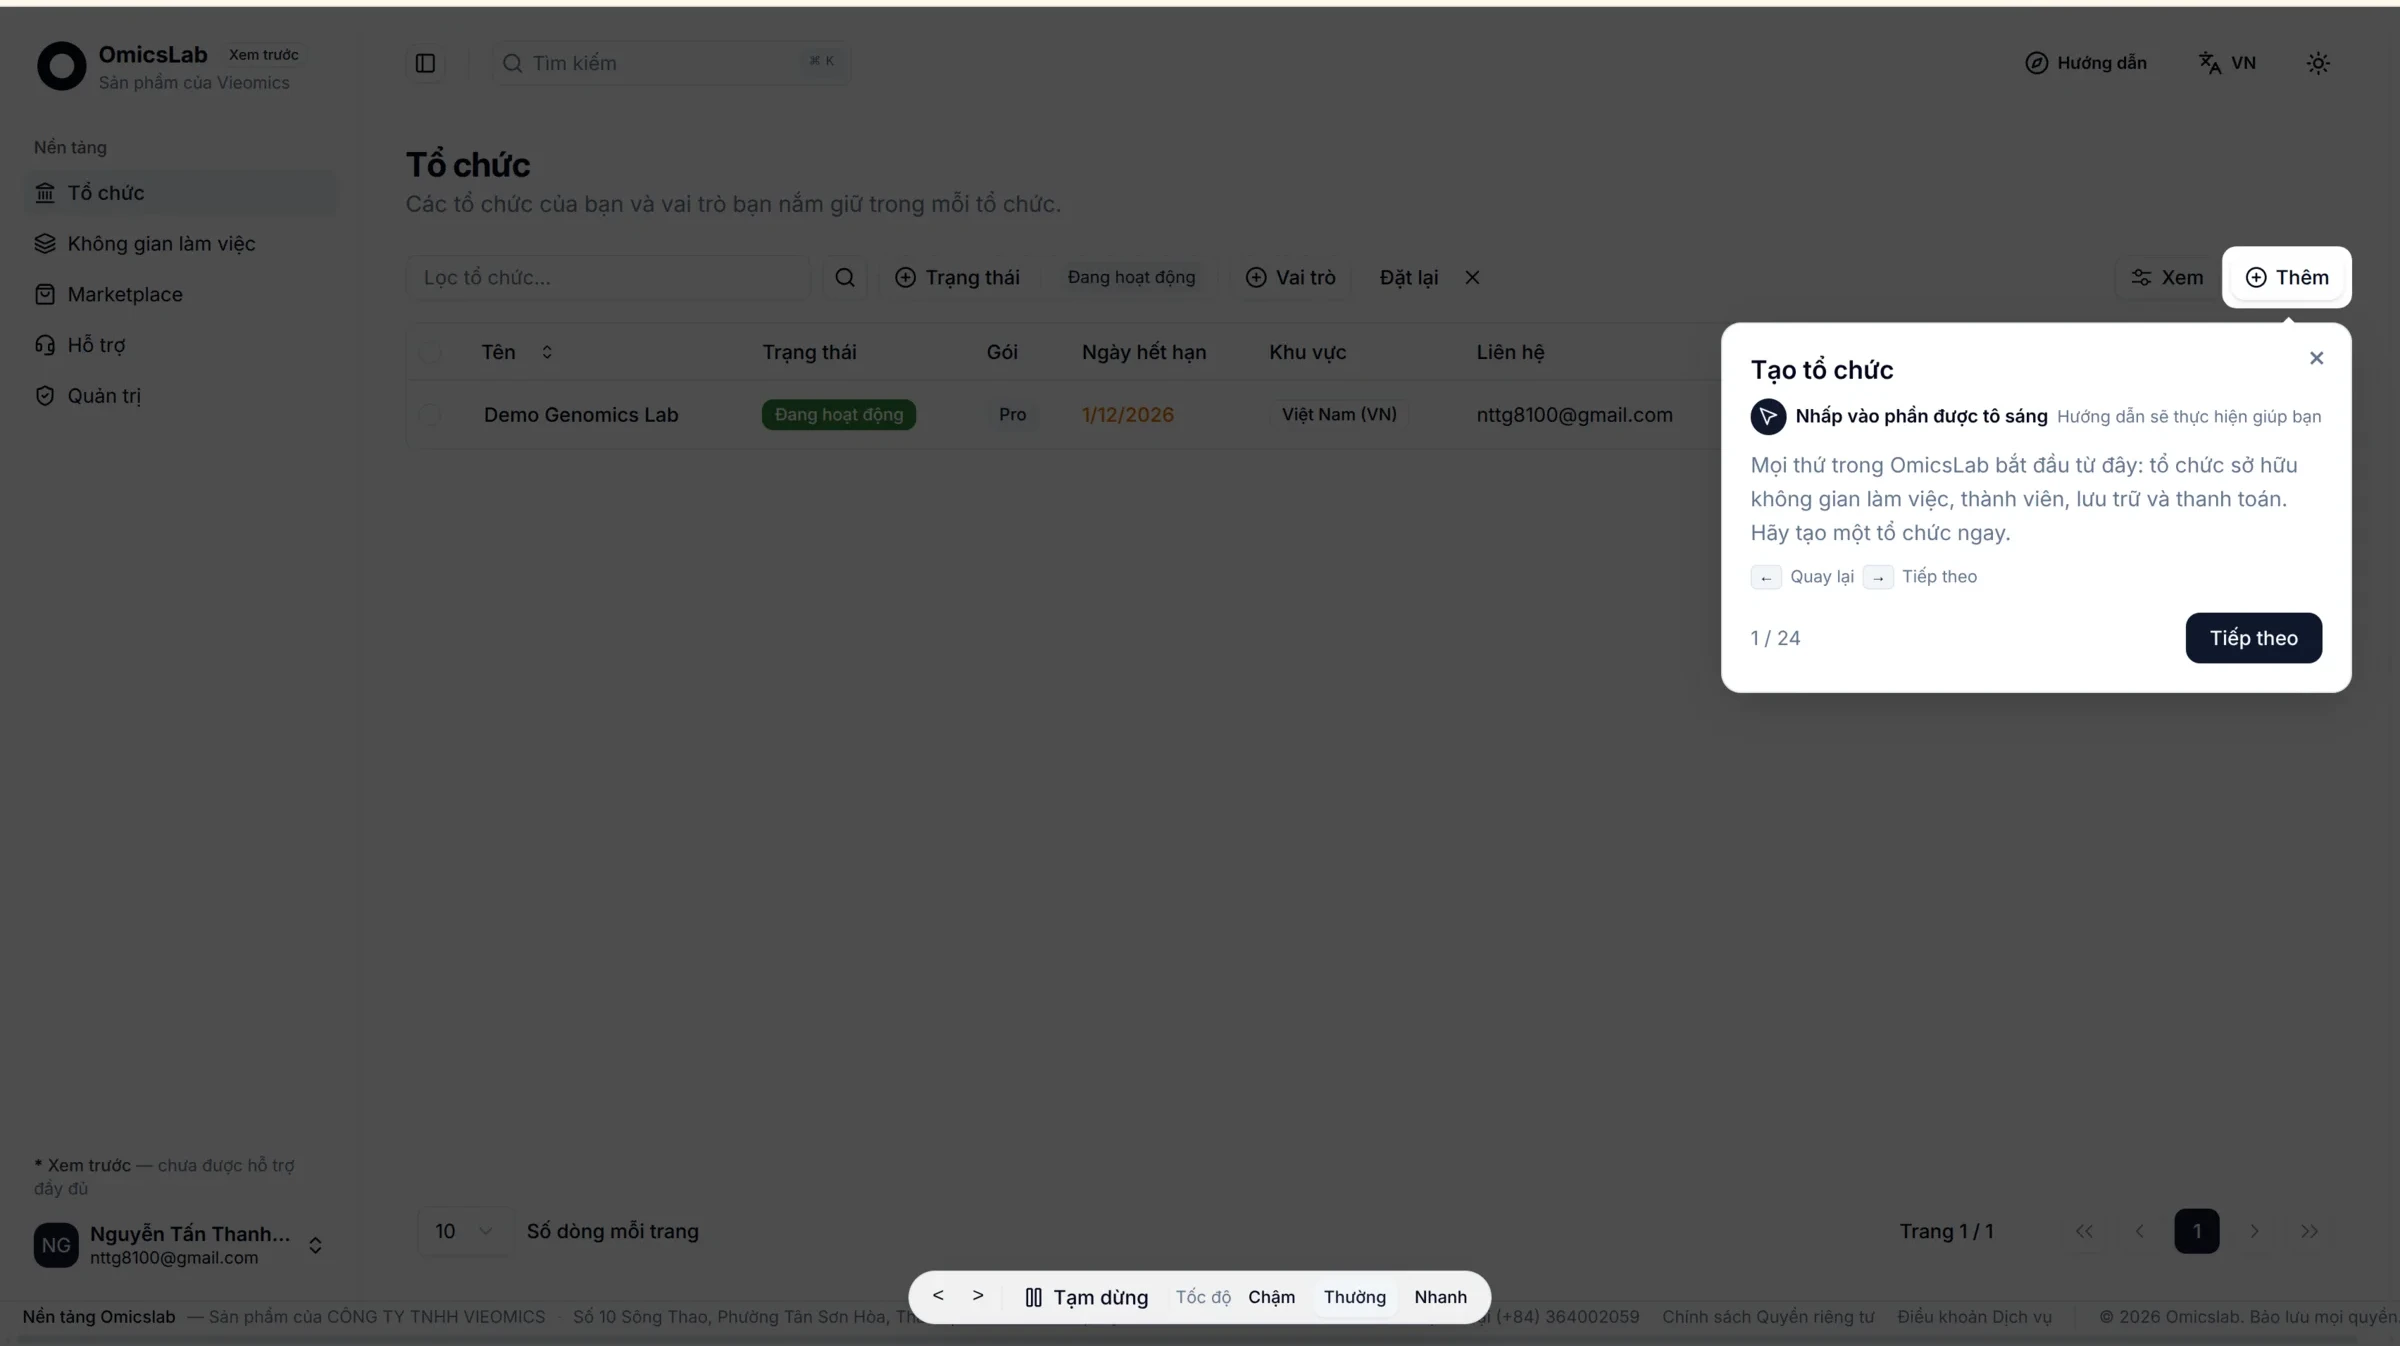 OmicsLab Xem trước
Sản phẩm của Vieomics
Tìm kiếm ⌘ K
Hướng dẫn
VN
Nền tảng
Tổ chức
Không gian làm việc
Marketplace
Hỗ trợ
Quản trị
Tổ chức
Các tổ chức của bạn và vai trò bạn nắm giữ trong mỗi tổ chức.
Lọc tổ chức...
Trạng thái Đang hoạt động
Vai trò
Đặt lại
Xem
Thêm
Tên Trạng thái Gói Ngày hết hạn Khu vực Liên hệ
Demo Genomics Lab Đang hoạt động Pro 1/12/2026 Việt Nam (VN) nttg8100@gmail.com
Tạo tổ chức
Nhấp vào phần được tô sáng Hướng dẫn sẽ thực hiện giúp bạn
Mọi thứ trong OmicsLab bắt đầu từ đây: tổ chức sở hữu
không gian làm việc, thành viên, lưu trữ và thanh toán.
Hãy tạo một tổ chức ngay.
← Quay lại → Tiếp theo
1 / 24
Tiếp theo
* Xem trước — chưa được hỗ trợ
đầy đủ
NG
Nguyễn Tấn Thanh...
nttg8100@gmail.com
10 Số dòng mỗi trang
Trang 1 / 1
1
< > Tạm dừng Tốc độ Chậm Thường Nhanh
Nền tảng Omicslab — Sản phẩm của CÔNG TY TNHH VIEOMICS · Số 10 Sông Thao, Phường Tân Sơn Hòa, (+84) 364002059 Chính sách Quyền riêng tư Điều khoản Dịch vụ © 2026 Omicslab. Bảo lưu mọi quyền.